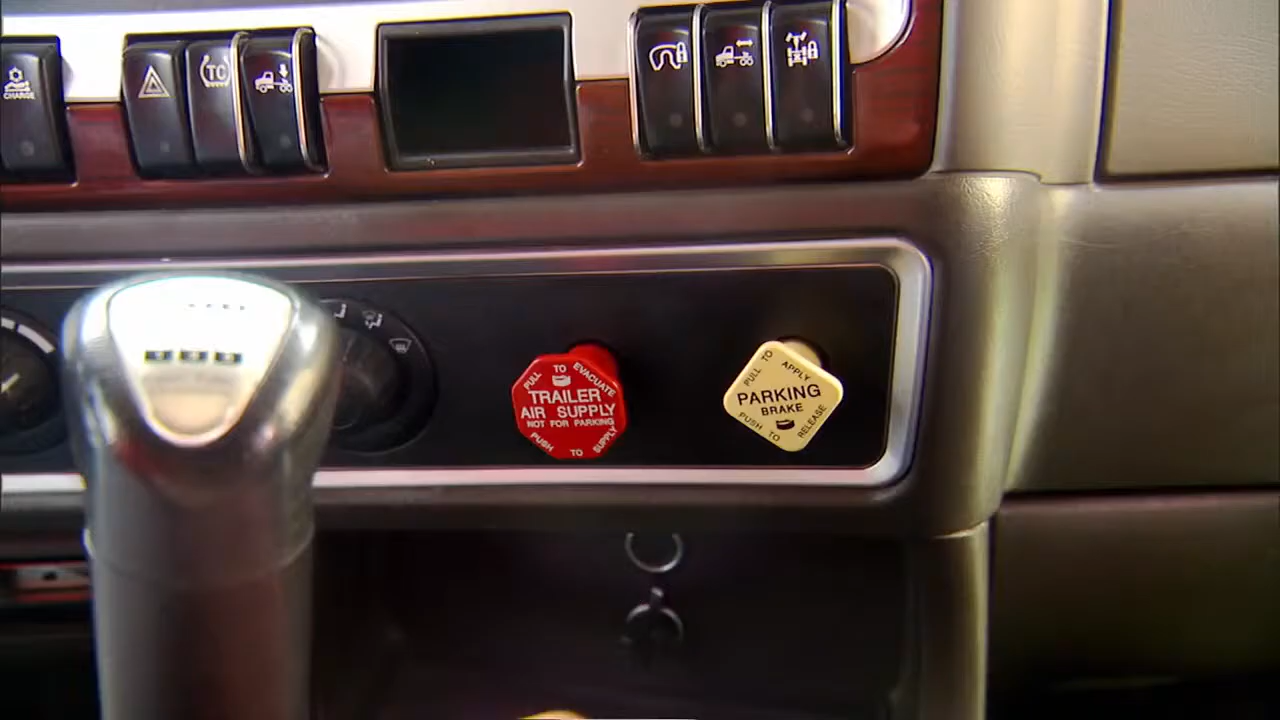 CHARGE
TC
PULL TO EVACUATE
TRAILER
AIR SUPPLY
NOT FOR PARKING
PUSH TO SUPPLY
PULL TO APPLY
PARKING
BRAKE
PUSH TO RELEASE